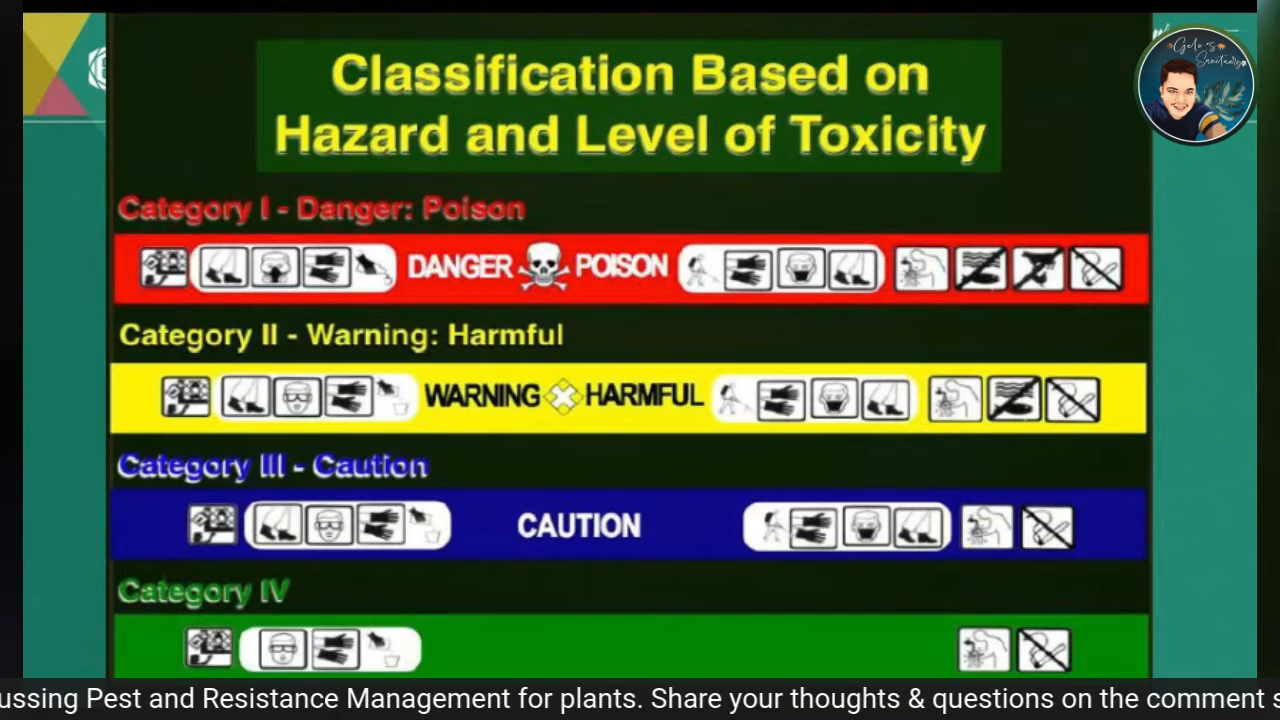 Classification Based on
Hazard and Level of Toxicity
Gelo's
Sanctuary
Category I - Danger: Poison
DANGER POISON
Category II - Warning: Harmful
WARNING HARMFUL
Category III - Caution
CAUTION
Category IV
ussing Pest and Resistance Management for plants. Share your thoughts & questions on the comment s